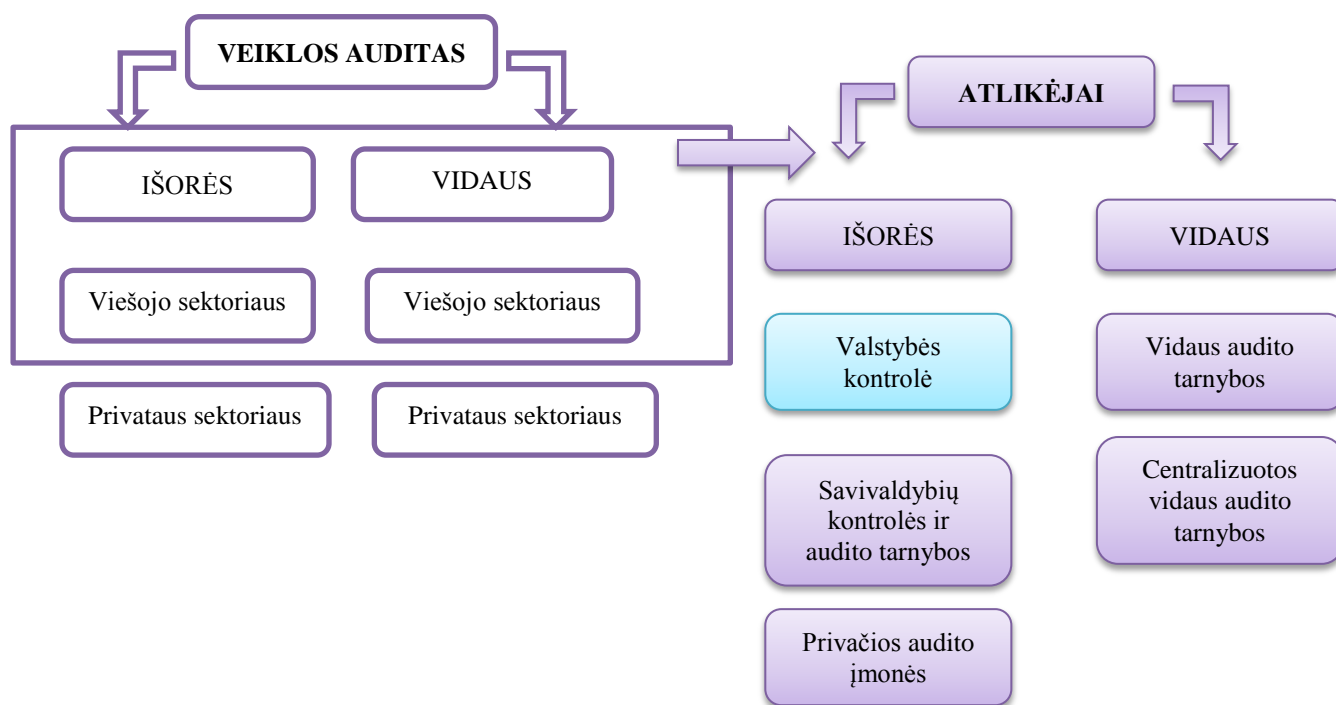 VEIKLOS AUDITAS
IŠORĖS
VIDAUS
Viešojo sektoriaus
Viešojo sektoriaus
Privataus sektoriaus
Privataus sektoriaus
ATLIKĖJAI
IŠORĖS
VIDAUS
Valstybės
kontrolė
Vidaus audito
tarnybos
Savivaldybių
kontrolės ir
audito tarnybos
Centralizuotos
vidaus audito
tarnybos
Privačios audito
įmonės